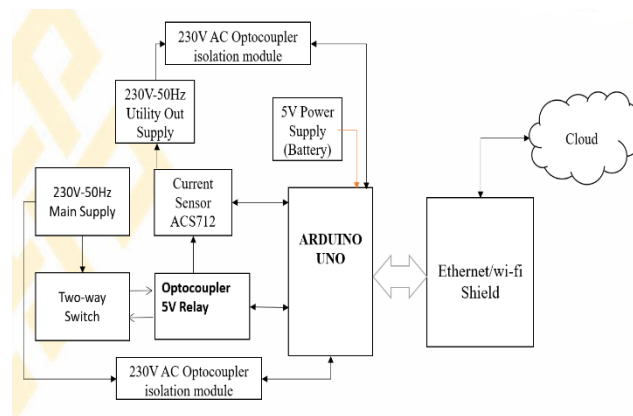 230V AC Optocoupler
isolation module
230V-50Hz
Utility Out
Supply
5V Power
Supply
(Battery)
Cloud
230V-50Hz
Main Supply
Current
Sensor
ACS712
ARDUINO
UNO
Ethernet/wi-fi
Shield
Two-way
Switch
Optocoupler
5V Relay
230V AC Optocoupler
isolation module